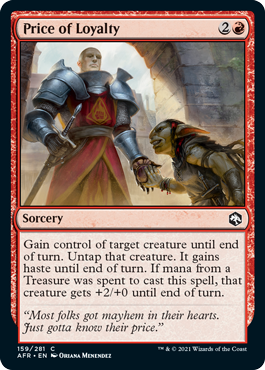 Price of Loyalty 2
Sorcery
Gain control of target creature until end
of turn. Untap that creature. It gains
haste until end of turn. If mana from a
Treasure was spent to cast this spell, that
creature gets +2/+0 until end of turn.
“Most folks got mayhem in their hearts.
Just gotta know their price.”
159/281 C
AFR • EN Oriana Menendez
™ & © 2021 Wizards of the Coast